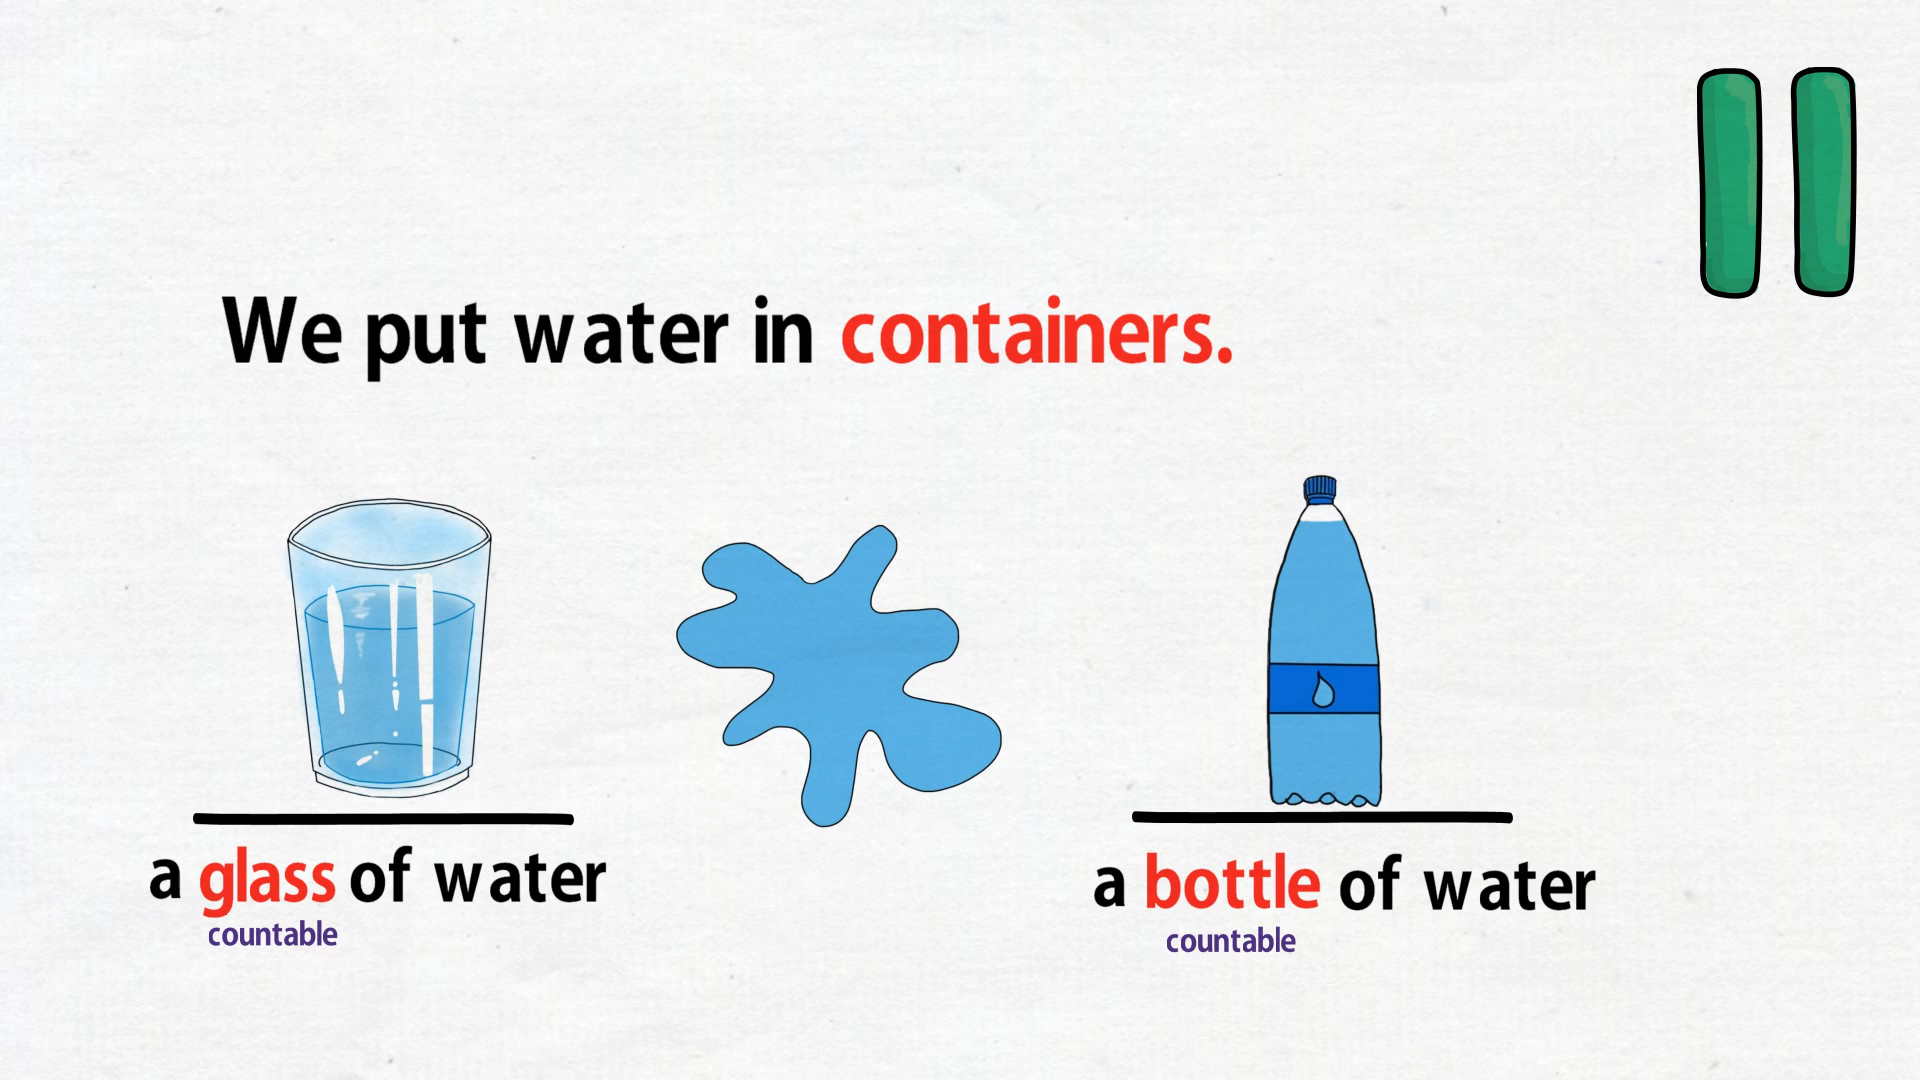 We put water in containers.
a glass of water
countable
a bottle of water
countable